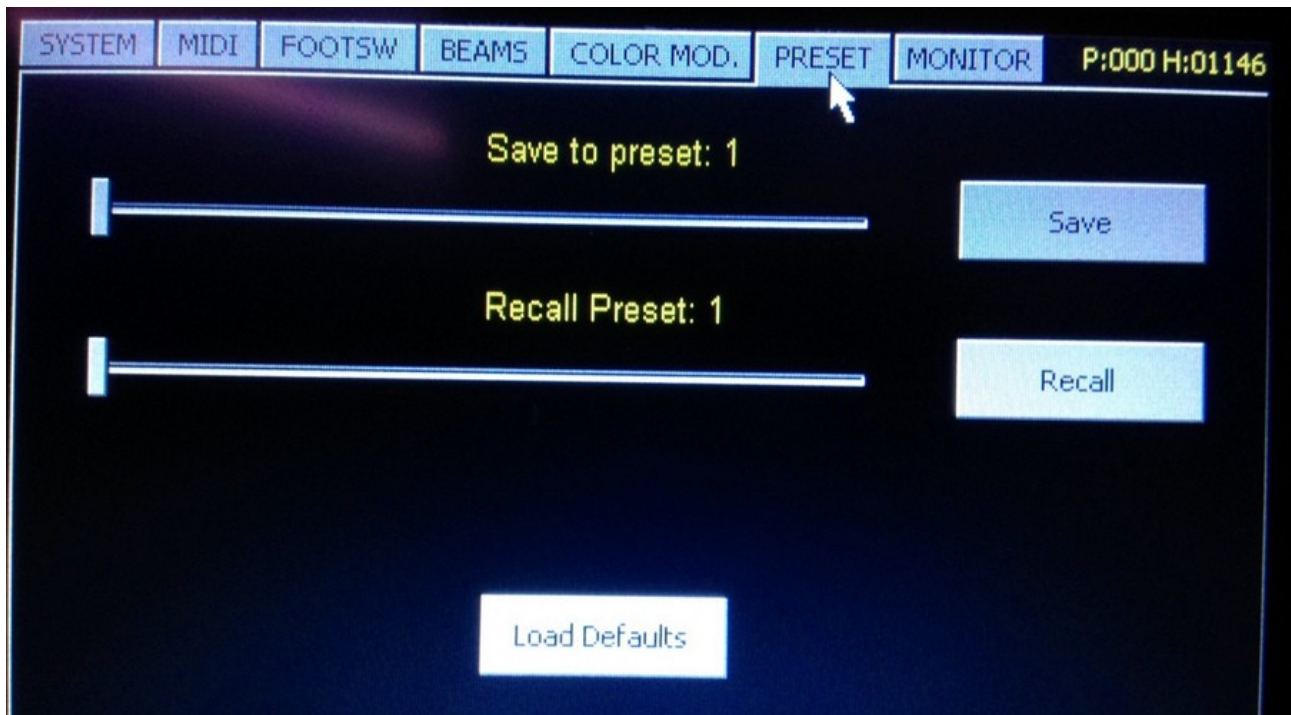 SYSTEM MIDI FOOTSW BEAMS COLOR MOD. PRESET MONITOR P:000 H:01146
Save to preset: 1
Save
Recall Preset: 1
Recall
Load Defaults